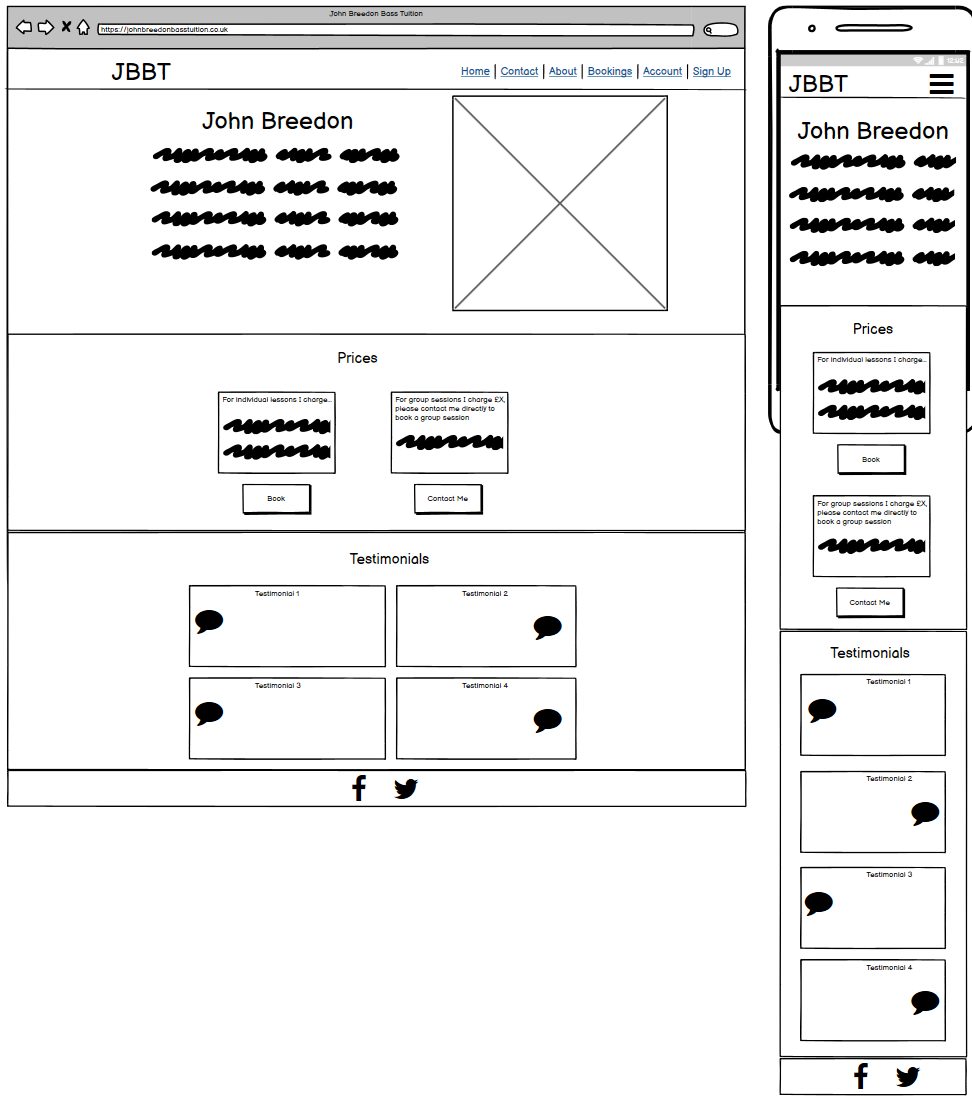 John Breedon Bass Tuition
https://johnbreedonbasstuition.co.uk
JBBT
Home | Contact | About | Bookings | Account | Sign Up
John Breedon
Prices
For individual lessons I charge...
Book
For group sessions I charge £X,
please contact me directly to
book a group session
Contact Me
Testimonials
Testimonial 1
Testimonial 2
Testimonial 3
Testimonial 4
12:02
JBBT
John Breedon
Prices
For individual lessons I charge...
Book
For group sessions I charge £X,
please contact me directly to
book a group session
Contact Me
Testimonials
Testimonial 1
Testimonial 2
Testimonial 3
Testimonial 4